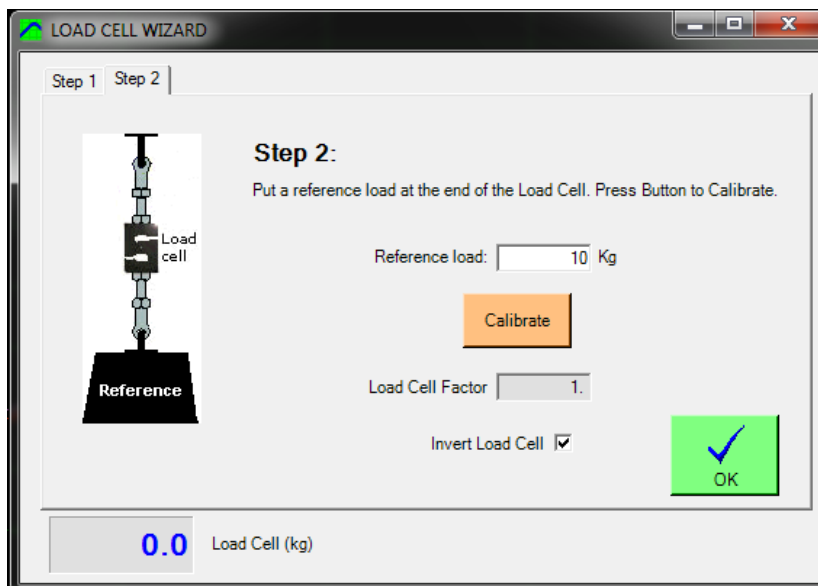 LOAD CELL WIZARD
Step 1 Step 2
Step 2:
Put a reference load at the end of the Load Cell. Press Button to Calibrate.
Load
cell
Reference
Reference load: 10 Kg
Calibrate
Load Cell Factor 1.
Invert Load Cell
OK
0.0 Load Cell (kg)